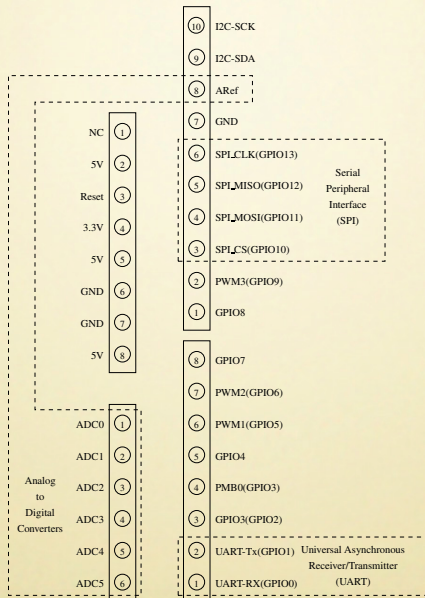 10 I2C-SCK
9 I2C-SDA
8 ARef
7 GND
6 SPI_CLK(GPIO13)
5 SPI_MISO(GPIO12)
4 SPI_MOSI(GPIO11)
3 SPI_CS(GPIO10)
2 PWM3(GPIO9)
1 GPIO8
Serial
Peripheral
Interface
(SPI)
NC 1
5V 2
Reset 3
3.3V 4
5V 5
GND 6
GND 7
5V 8
8 GPIO7
7 PWM2(GPIO6)
6 PWM1(GPIO5)
5 GPIO4
4 PMB0(GPIO3)
3 GPIO3(GPIO2)
2 UART-Tx(GPIO1)
1 UART-RX(GPIO0)
Universal Asynchronous
Receiver/Transmitter
(UART)
ADC0 1
ADC1 2
ADC2 3
ADC3 4
ADC4 5
ADC5 6
Analog
to
Digital
Converters